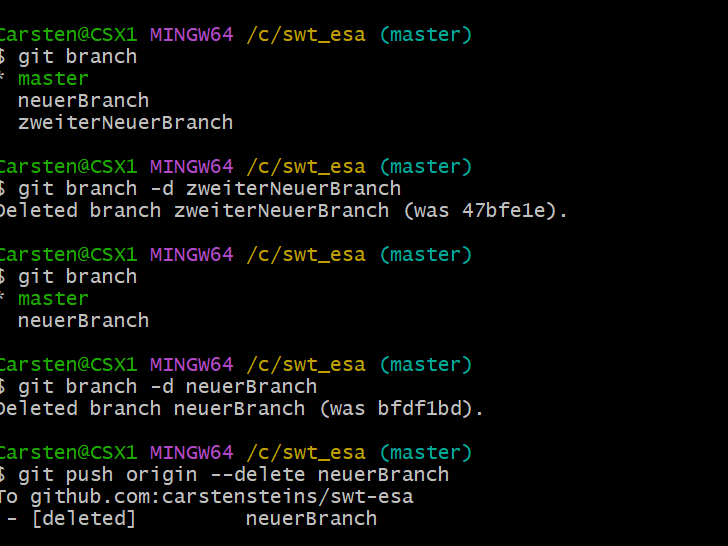 Carsten@CSX1 MINGW64 /c/swt_esa (master)
$ git branch
* master
neuerBranch
zweiterNeuerBranch
Carsten@CSX1 MINGW64 /c/swt_esa (master)
$ git branch -d zweiterNeuerBranch
Deleted branch zweiterNeuerBranch (was 47bfe1e).
Carsten@CSX1 MINGW64 /c/swt_esa (master)
$ git branch
* master
neuerBranch
Carsten@CSX1 MINGW64 /c/swt_esa (master)
$ git branch -d neuerBranch
Deleted branch neuerBranch (was bfdf1bd).
Carsten@CSX1 MINGW64 /c/swt_esa (master)
$ git push origin --delete neuerBranch
To github.com:carstensteins/swt-esa
- [deleted] neuerBranch